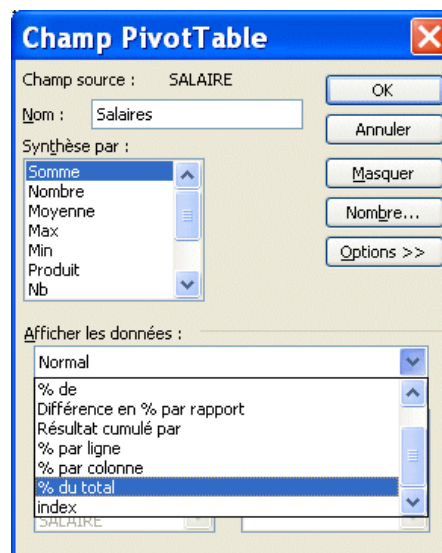 Champ PivotTable
Champ source : SALAIRE
OK
Nom : Salaires
Annuler
Synthèse par :
Somme
Nombre
Moyenne
Max
Min
Produit
Nb
Masquer
Nombre...
Options >>
Afficher les données :
Normal
% de
Différence en % par rapport
Résultat cumulé par
% par ligne
% par colonne
% du total
index
SALAIRE